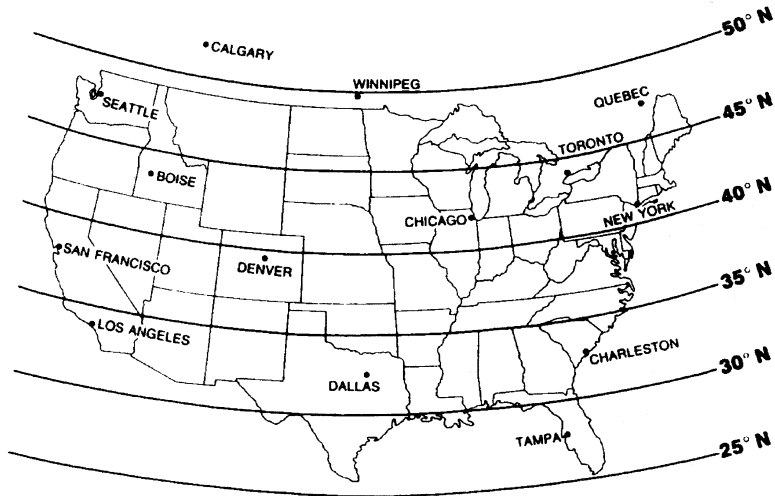 50° N
CALGARY
WINNIPEG
QUEBEC
SEATTLE
45° N
TORONTO
BOISE
40° N
CHICAGO
NEW YORK
SAN FRANCISCO
DENVER
35° N
LOS ANGELES
CHARLESTON
30° N
DALLAS
TAMPA
25° N